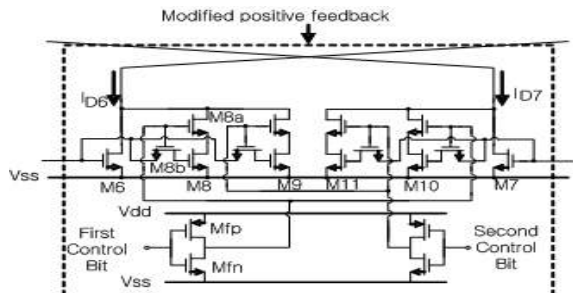 Modified positive feedback
ID6
ID7
M8a
M8b
Vss
M6
M8
M9
M11
M10
M7
Vdd
First
Control
Bit
Mfp
Mfn
Second
Control
Bit
Vss